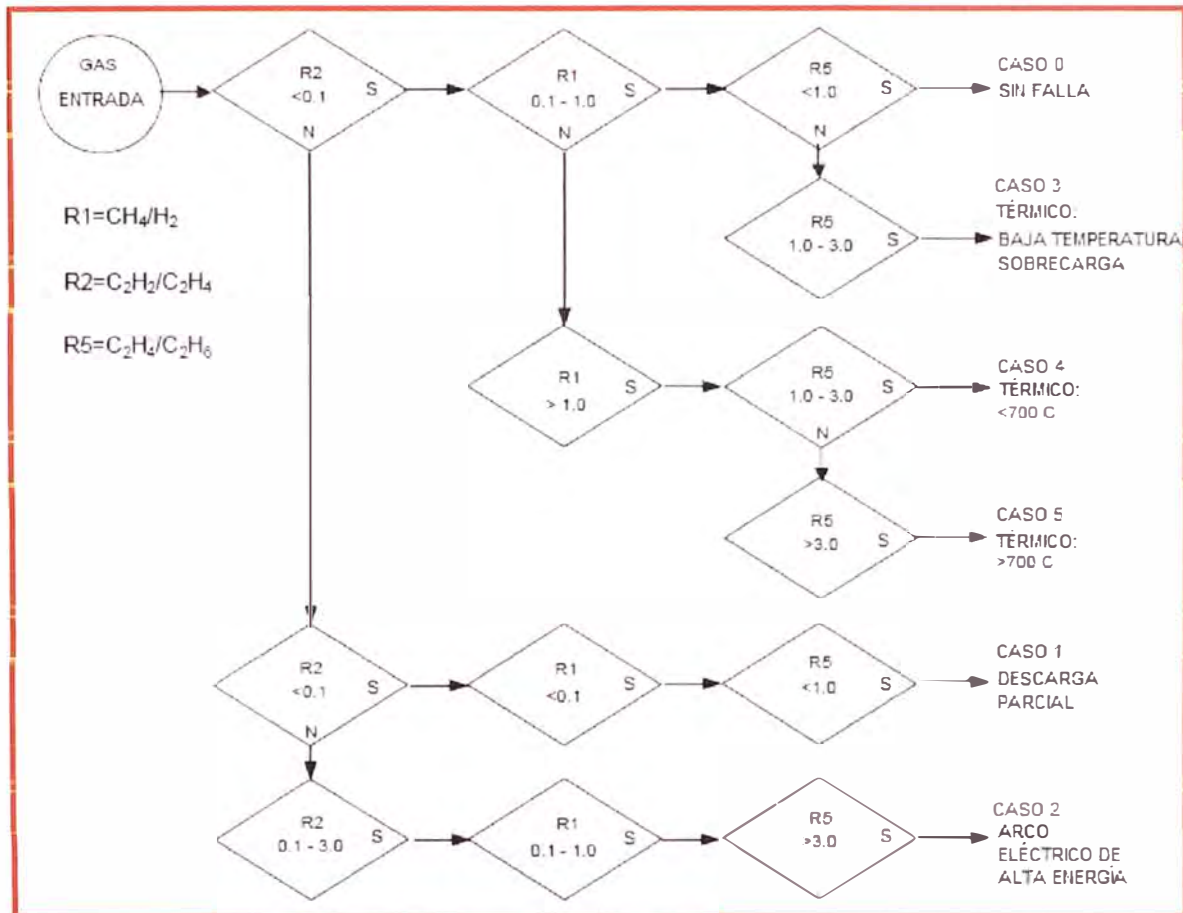 GAS
ENTRADA
R2
<0.1
S
N
R1
0.1 - 1.0
S
R5
<1.0
S
N
CASO 0
SIN FALLA
R5
1.0 - 3.0
S
CASO 3
TÉRMICO:
BAJA TEMPERATURA
SOBRECARGA
R1=CH₄/H₂
R2=C₂H₂/C₂H₄
R5=C₂H₄/C₂H₆
R1
> 1.0
S
R5
1.0 - 3.0
S
N
CASO 4
TÉRMICO:
<700 C
R5
>3.0
S
CASO 5
TÉRMICO:
>700 C
R2
<0.1
S
N
R1
<0.1
S
R5
<1.0
S
CASO 1
DESCARGA
PARCIAL
R2
0.1 - 3.0
S
R1
0.1 - 1.0
S
R5
>3.0
S
CASO 2
ARCO
ELÉCTRICO DE
ALTA ENERGÍA